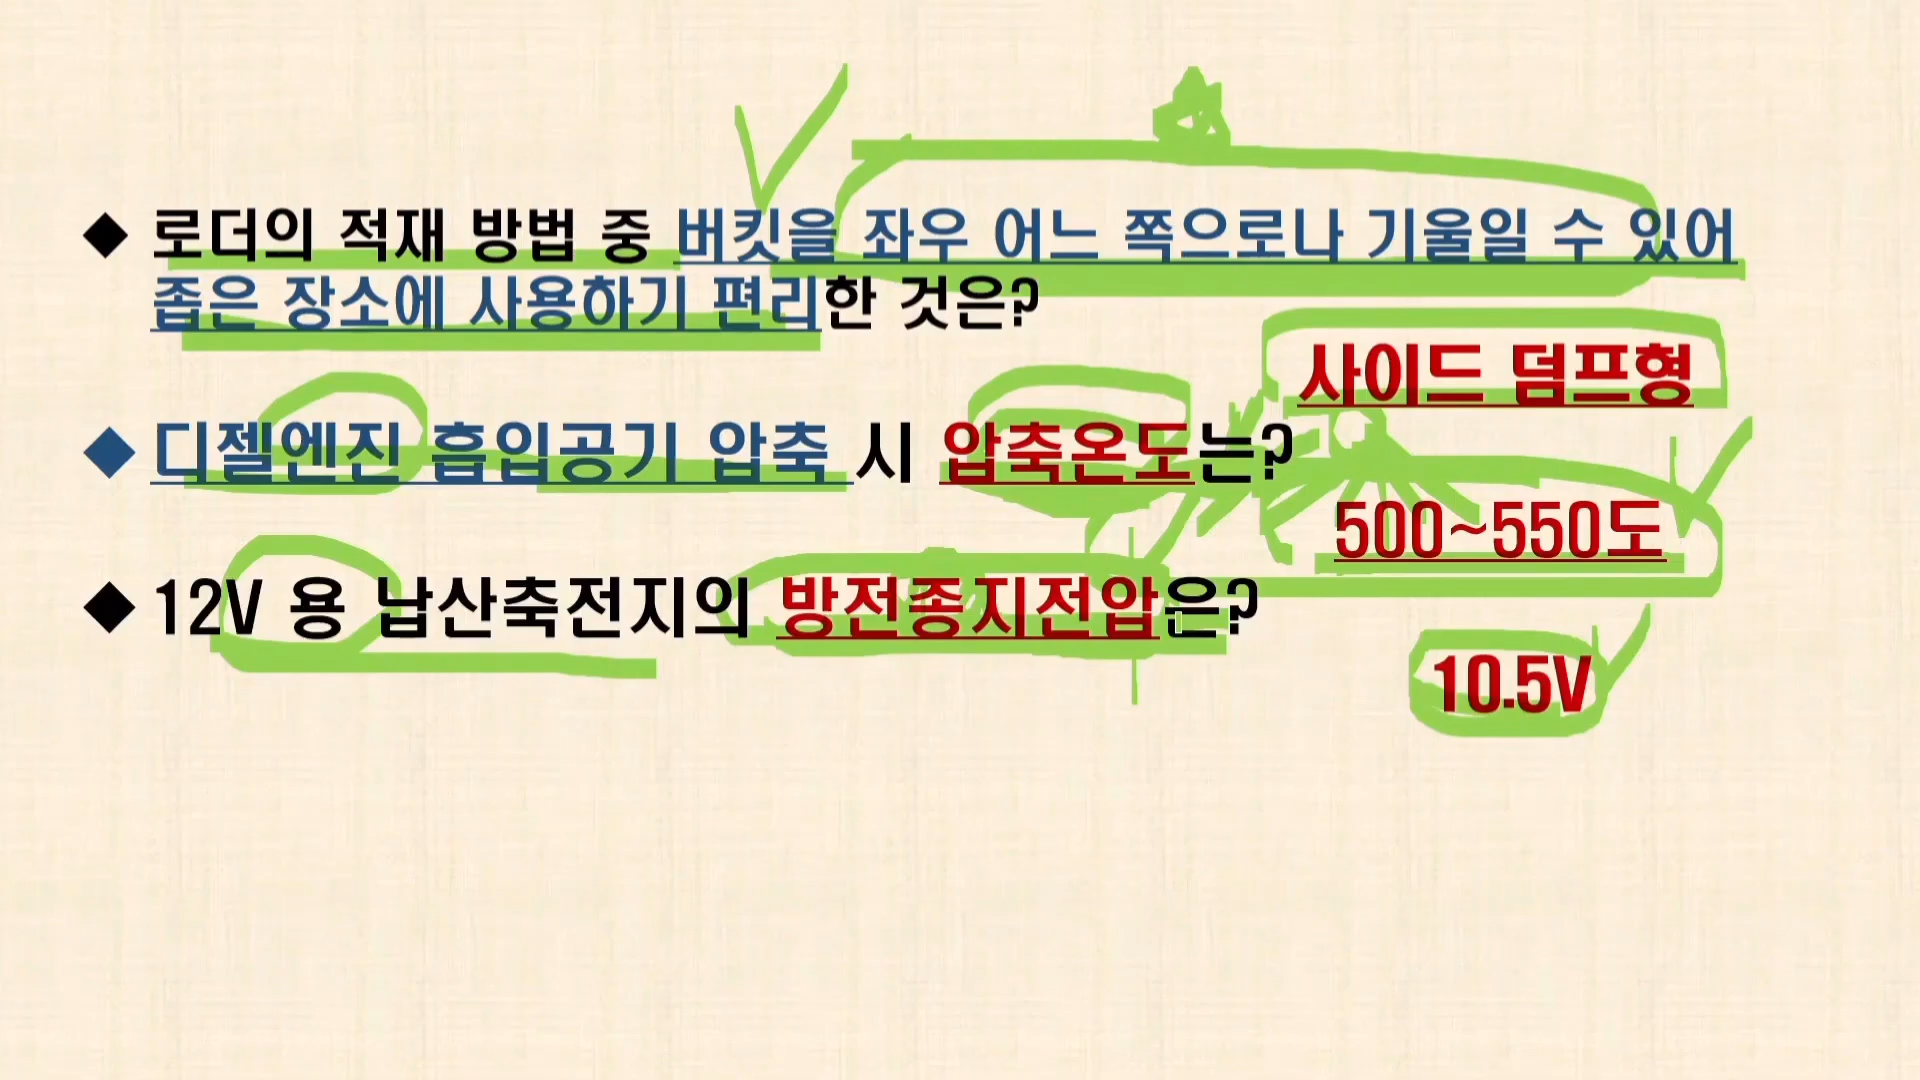 ◆ 로더의 적재 방법 중 버킷을 좌우 어느 쪽으로나 기울일 수 있어
좁은 장소에 사용하기 편리한 것은?
사이드 덤프형
◆ 디젤엔진 흡입공기 압축 시 압축온도는?
500~550도
◆ 12V 용 납산축전지의 방전종지전압은?
10.5V